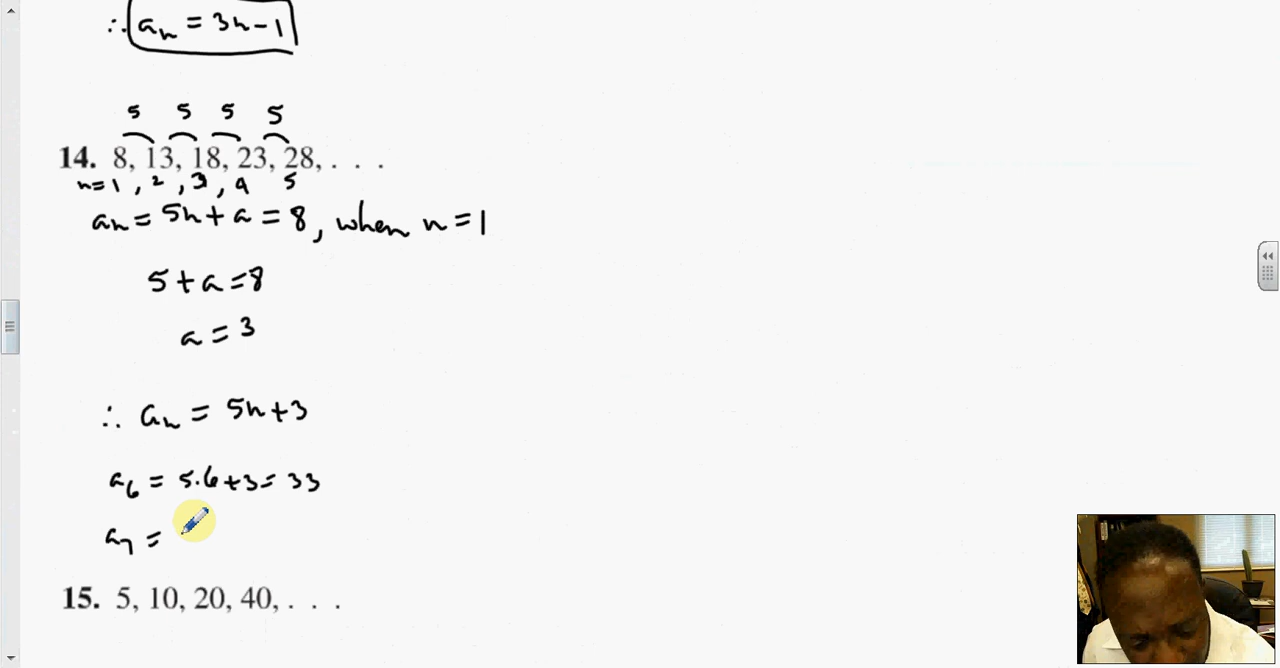 ∴ aₙ = 3n − 1
5 5 5 5
14. 8, 13, 18, 23, 28, . . .
n=1 , 2 , 3 , 4 5
aₙ = 5n + a = 8 , when n = 1
5 + a = 8
a = 3
∴ aₙ = 5n + 3
a₆ = 5.6 + 3 = 33
a₇ =
15. 5, 10, 20, 40, . . .